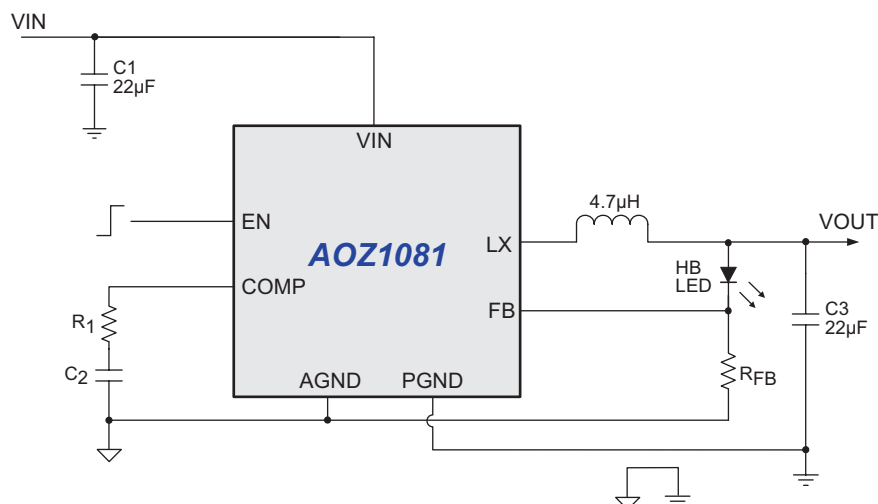 VIN
C1
22µF
VIN
EN
4.7µH
VOUT
LX
AOZ1081
HB
LED
COMP
R1
FB
C3
22µF
C2
AGND
PGND
RFB